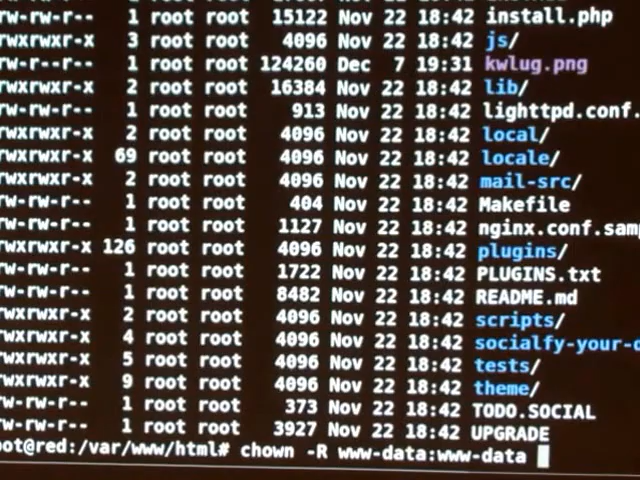 rw-rw-r-- 1 root root 15122 Nov 22 18:42 install.php
rwxrwxr-x 3 root root 4096 Nov 22 18:42 js/
rw-r--r-- 1 root root 124260 Dec 7 19:31 kwlug.png
rwxrwxr-x 2 root root 16384 Nov 22 18:42 lib/
rw-rw-r-- 1 root root 913 Nov 22 18:42 lighttpd.conf.
rwxrwxr-x 2 root root 4096 Nov 22 18:42 local/
rwxrwxr-x 69 root root 4096 Nov 22 18:42 locale/
rwxrwxr-x 2 root root 4096 Nov 22 18:42 mail-src/
rw-rw-r-- 1 root root 404 Nov 22 18:42 Makefile
rw-rw-r-- 1 root root 1127 Nov 22 18:42 nginx.conf.sam
rwxrwxr-x 126 root root 4096 Nov 22 18:42 plugins/
rw-rw-r-- 1 root root 1722 Nov 22 18:42 PLUGINS.txt
rw-rw-r-- 1 root root 8482 Nov 22 18:42 README.md
rwxrwxr-x 2 root root 4096 Nov 22 18:42 scripts/
rwxrwxr-x 4 root root 4096 Nov 22 18:42 socialfy-your-
rwxrwxr-x 5 root root 4096 Nov 22 18:42 tests/
rwxrwxr-x 9 root root 4096 Nov 22 18:42 theme/
rw-rw-r-- 1 root root 373 Nov 22 18:42 TODO.SOCIAL
rw-rw-r-- 1 root root 3927 Nov 22 18:42 UPGRADE
oot@red:/var/www/html# chown -R www-data:www-data